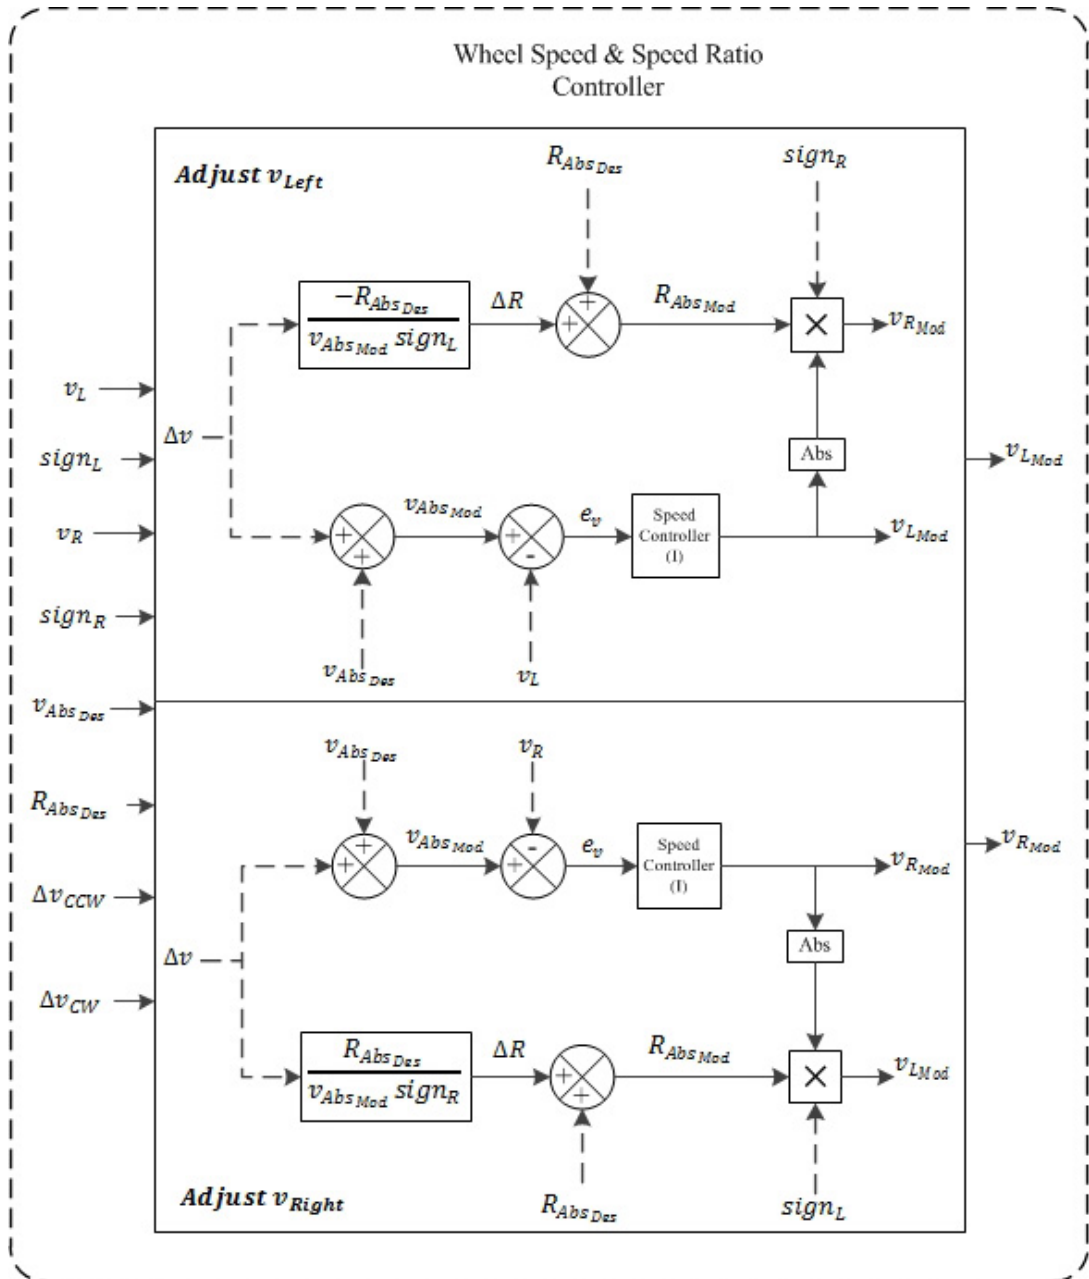 Wheel Speed & Speed Ratio
Controller
Adjust v_Left
R_Abs_Des
sign_R
−R_Abs_Des
v_Abs_Mod sign_L
ΔR
+
+
R_Abs_Mod
×
v_R_Mod
v_L
Δv
sign_L
Abs
v_L_Mod
v_R
+
+
v_Abs_Mod
+
-
e_v
Speed
Controller
(I)
v_L_Mod
sign_R
v_Abs_Des
v_L
v_Abs_Des
v_Abs_Des
v_R
R_Abs_Des
+
+
v_Abs_Mod
+
-
e_v
Speed
Controller
(I)
v_R_Mod
v_R_Mod
Δv_CCW
Δv
Abs
Δv_CW
R_Abs_Des
v_Abs_Mod sign_R
ΔR
+
+
R_Abs_Mod
×
v_L_Mod
Adjust v_Right
R_Abs_Des
sign_L